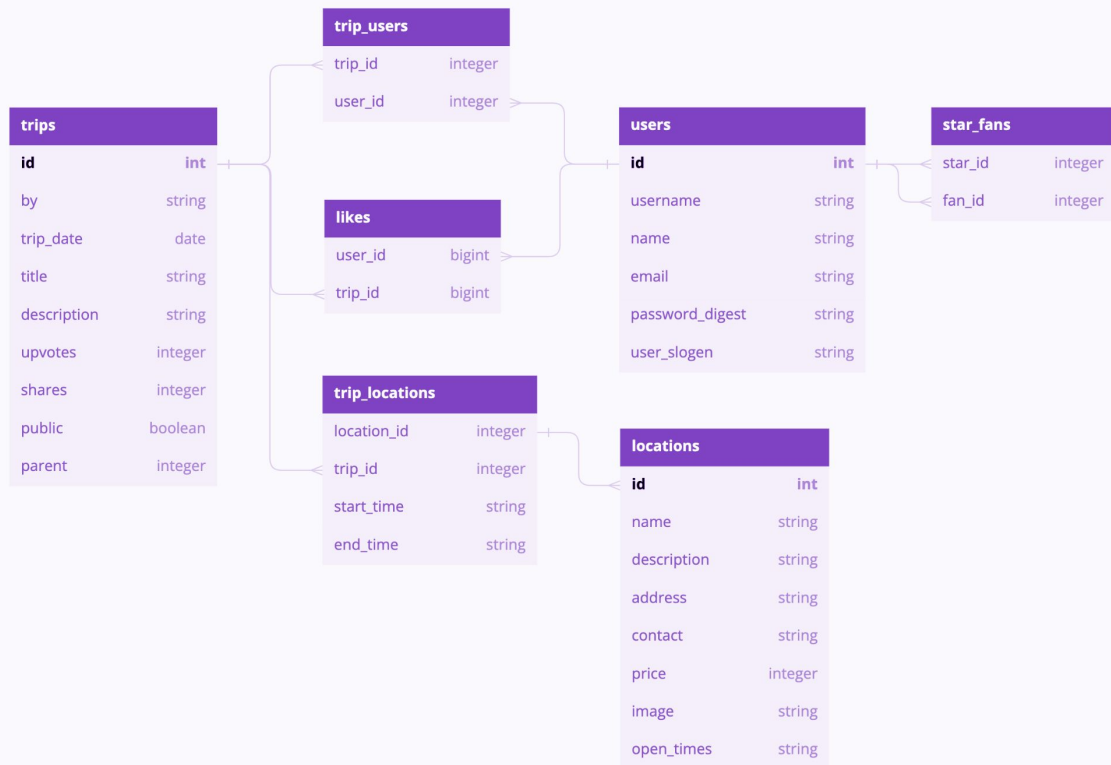 trip_users
trip_id integer
user_id integer
trips
id int
by string
trip_date date
title string
description string
upvotes integer
shares integer
public boolean
parent integer
likes
user_id bigint
trip_id bigint
trip_locations
location_id integer
trip_id integer
start_time string
end_time string
users
id int
username string
name string
email string
password_digest string
user_slogen string
star_fans
star_id integer
fan_id integer
locations
id int
name string
description string
address string
contact string
price integer
image string
open_times string